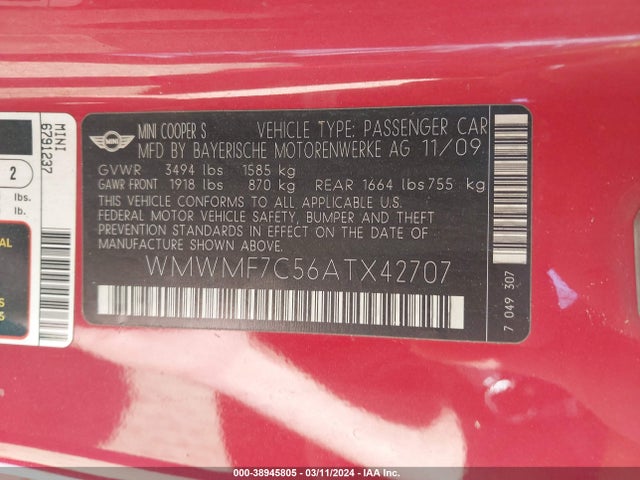 MINI COOPER S VEHICLE TYPE: PASSENGER CAR
MFD BY BAYERISCHE MOTORENWERKE AG 11/09
GVWR 3494 lbs 1585 kg
GAWR FRONT 1918 lbs 870 kg REAR 1664 lbs 755 kg
THIS VEHICLE CONFORMS TO ALL APPLICABLE U.S.
FEDERAL MOTOR VEHICLE SAFETY, BUMPER AND THEFT
PREVENTION STANDARDS IN EFFECT ON THE DATE OF
MANUFACTURE SHOWN ABOVE.
WMWMF7C56ATX42707
7 049 307
MINI
MINI
6791237
2
lbs.
lb.
000-38945805 - 03/11/2024 - IAA Inc.